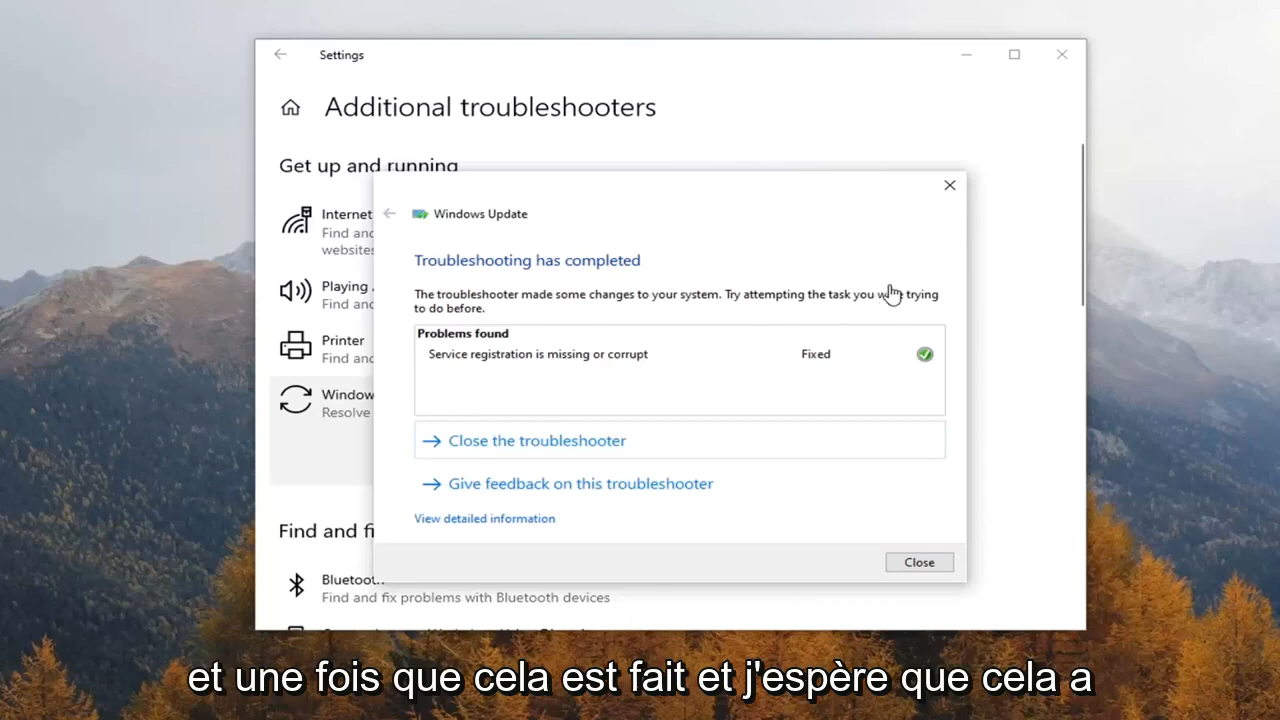 Settings
Additional troubleshooters
Get up and running
Internet
Find and
websites
Playing
Find and
Printer
Find and
Window
Resolve
Windows Update
Troubleshooting has completed
The troubleshooter made some changes to your system. Try attempting the task you were trying
to do before.
Problems found
Service registration is missing or corrupt Fixed
Close the troubleshooter
Give feedback on this troubleshooter
View detailed information
Close
Find and fi
Bluetooth
Find and fix problems with Bluetooth devices
et une fois que cela est fait et j'espère que cela a